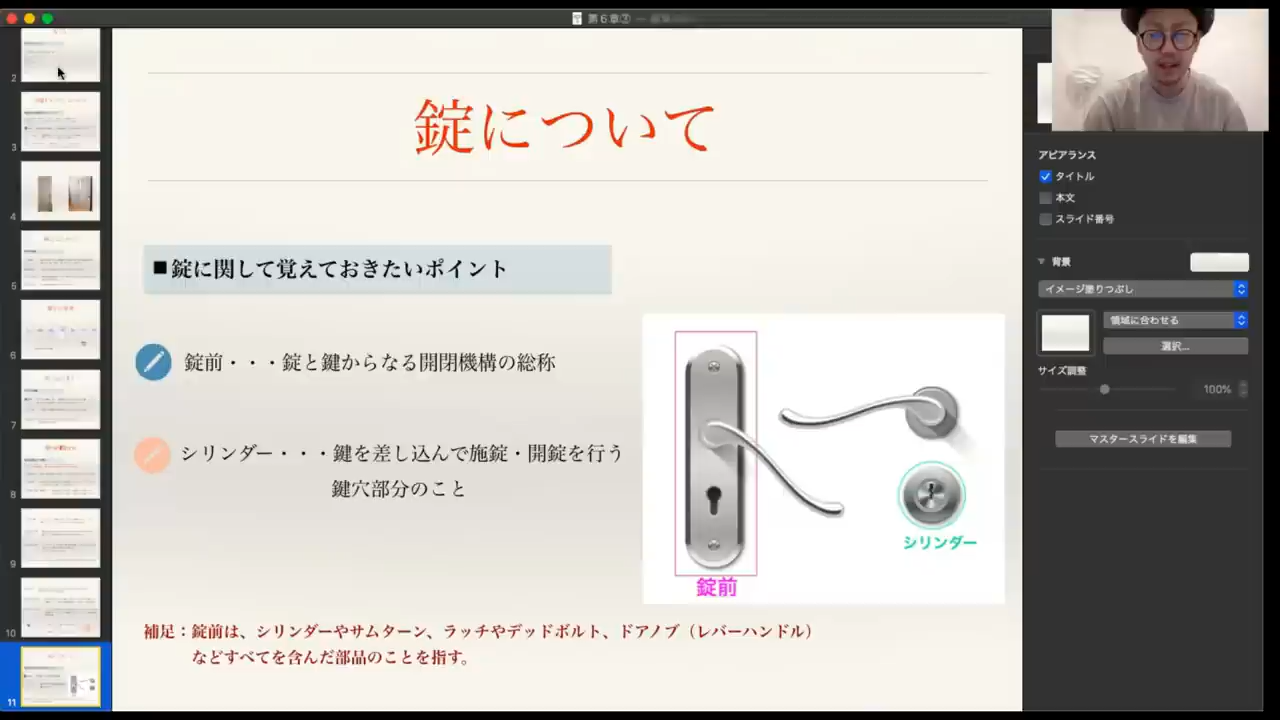 第6章②
錠について
■錠に関して覚えておきたいポイント
錠前・・・錠と鍵からなる開閉機構の総称
シリンダー・・・鍵を差し込んで施錠・開錠を行う
鍵穴部分のこと
シリンダー
錠前
補足：錠前は、シリンダーやサムターン、ラッチやデッドボルト、ドアノブ（レバーハンドル）
などすべてを含んだ部品のことを指す。
2
3
4
5
6
7
8
9
10
11
アピアランス
タイトル
本文
スライド番号
背景
イメージ塗りつぶし
領域に合わせる
選択...
サイズ調整
100%
マスタースライドを編集